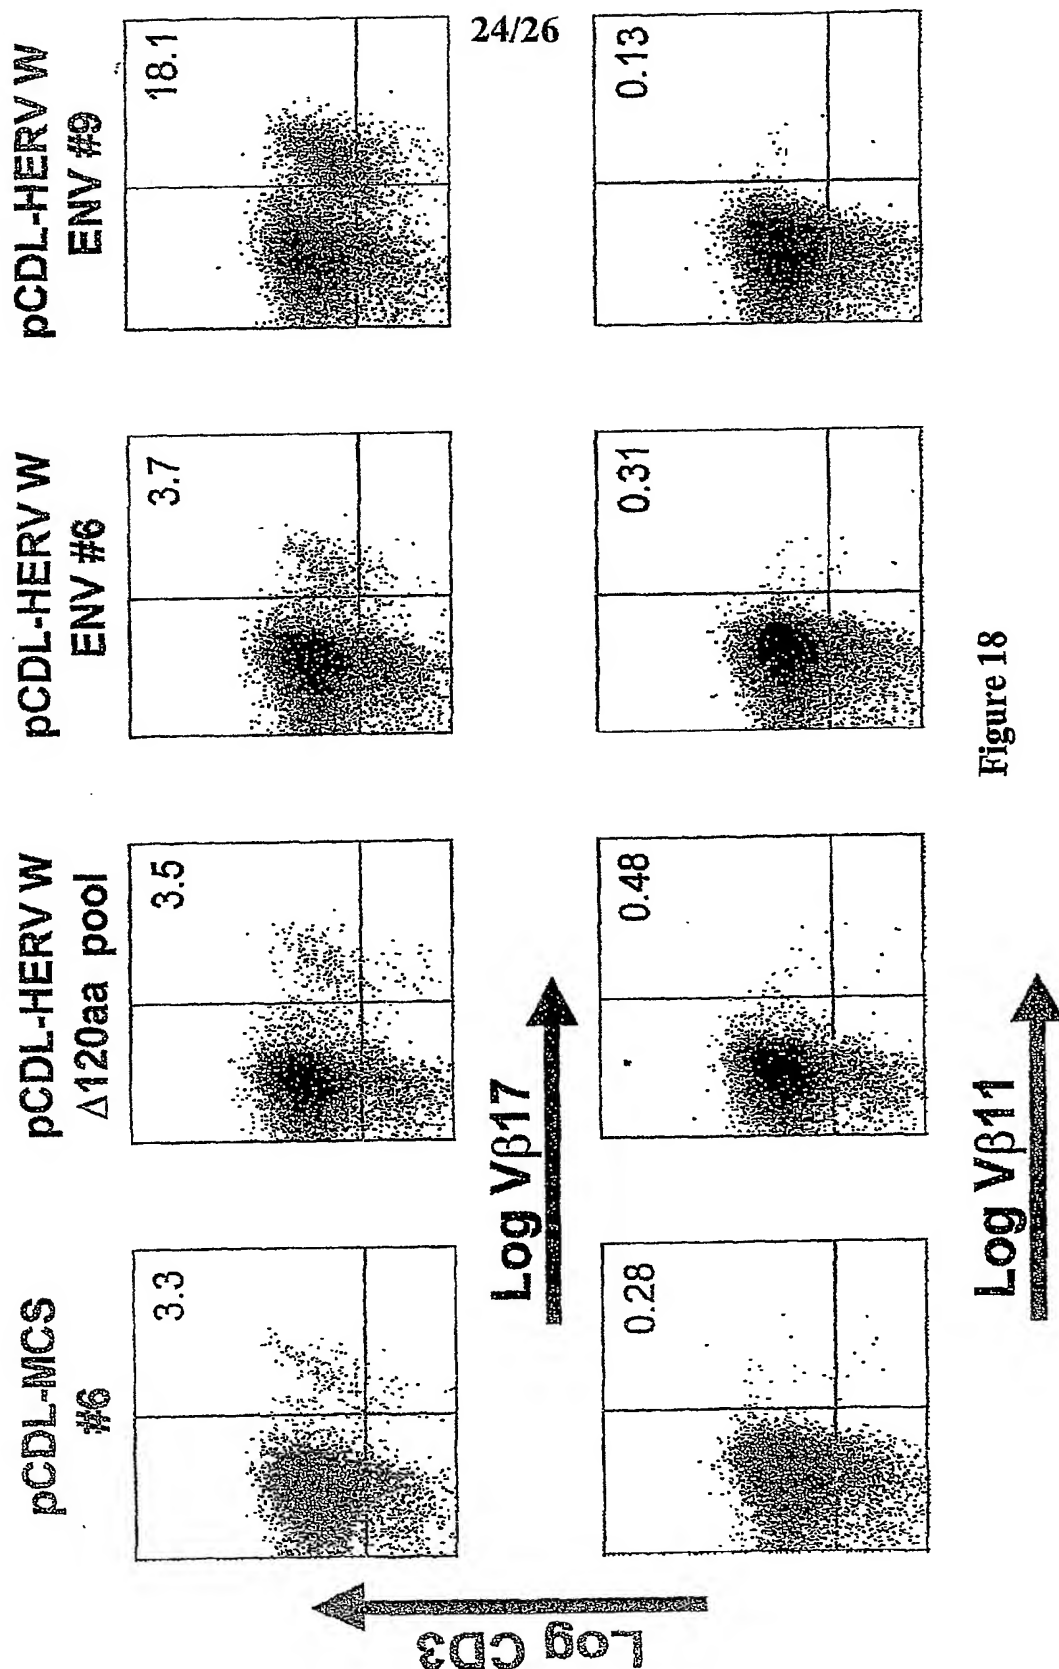 24/26
pCDL-MCS
#6
pCDL-HERV W
Δ120aa pool
pCDL-HERV W
ENV #6
pCDL-HERV W
ENV #9
3.3
3.5
3.7
18.1
Log CD3
Log Vβ17
0.28
0.48
0.31
0.13
Log Vβ11
Figure 18